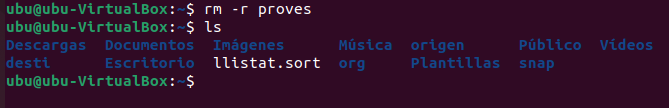 ubu@ubu-VirtualBox:~$ rm -r proves
ubu@ubu-VirtualBox:~$ ls
Descargas Documentos Imágenes Música origen Público Vídeos
desti Escritorio llistat.sort org Plantillas snap
ubu@ubu-VirtualBox:~$